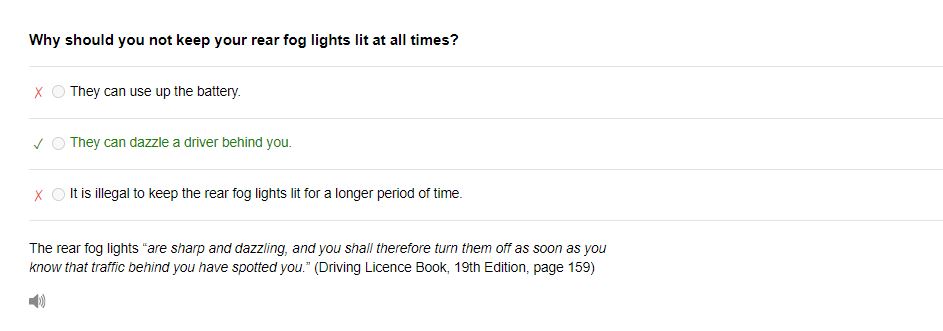 Why should you not keep your rear fog lights lit at all times?
✗ They can use up the battery.
✓ They can dazzle a driver behind you.
✗ It is illegal to keep the rear fog lights lit for a longer period of time.
The rear fog lights “are sharp and dazzling, and you shall therefore turn them off as soon as you
know that traffic behind you have spotted you.” (Driving Licence Book, 19th Edition, page 159)